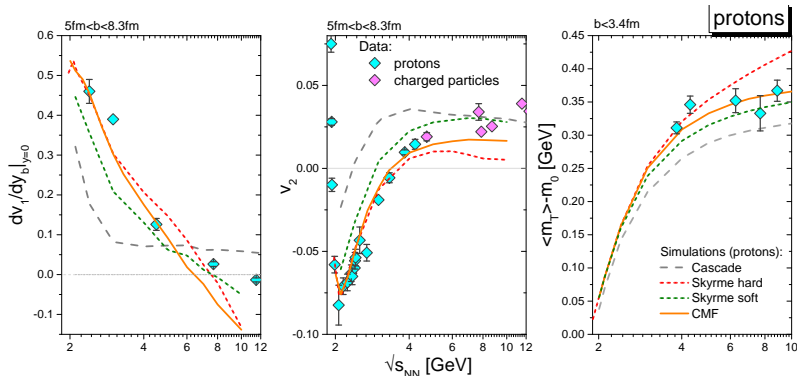 5fm<b<8.3fm
5fm<b<8.3fm
b<3.4fm
protons
dv₁/dy_b|_y=0
0.6
0.5
0.4
0.3
0.2
0.1
0.0
-0.1
2
4
6
8
10
12
v₂
0.05
0.00
-0.05
-0.10
Data:
protons
charged particles
2
4
6
8
10
12
√s_NN [GeV]
<m_T>-m₀ [GeV]
0.45
0.40
0.35
0.30
0.25
0.20
0.15
0.10
0.05
0.00
Simulations (protons):
Cascade
Skyrme hard
Skyrme soft
CMF
2
4
6
8
10